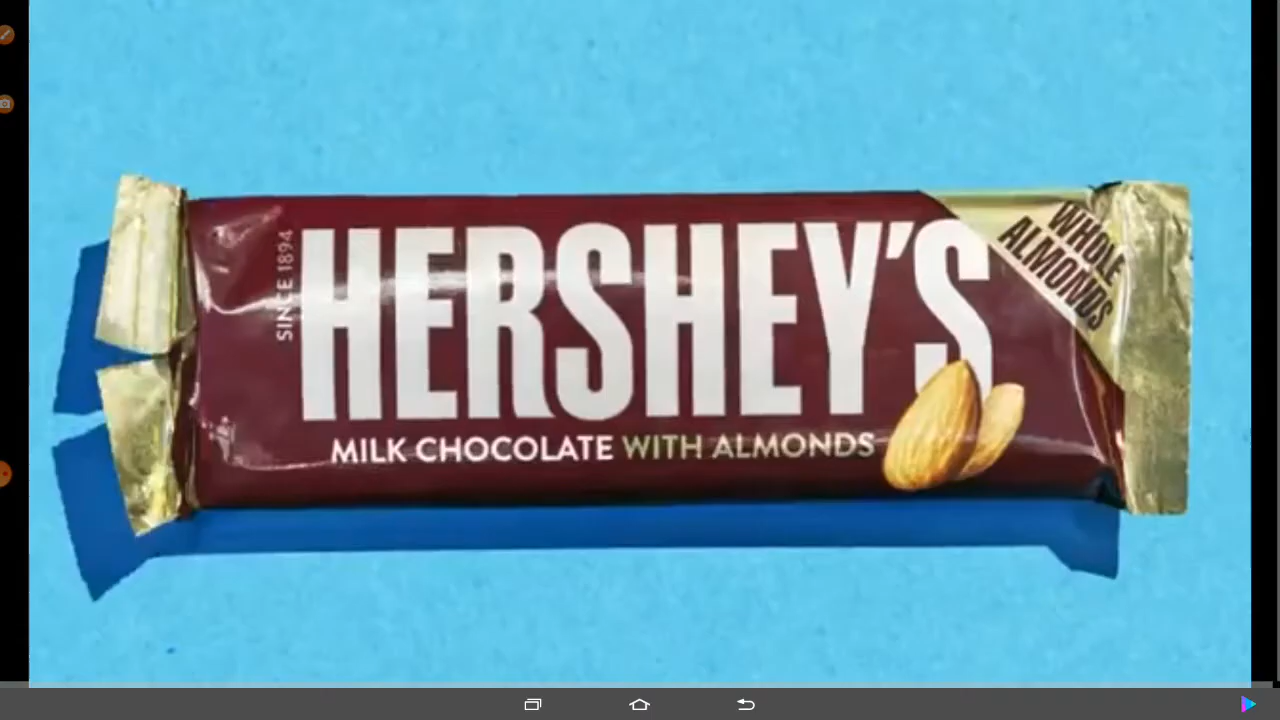 SINCE 1894
HERSHEY'S
MILK CHOCOLATE WITH ALMONDS
WHOLE
ALMONDS